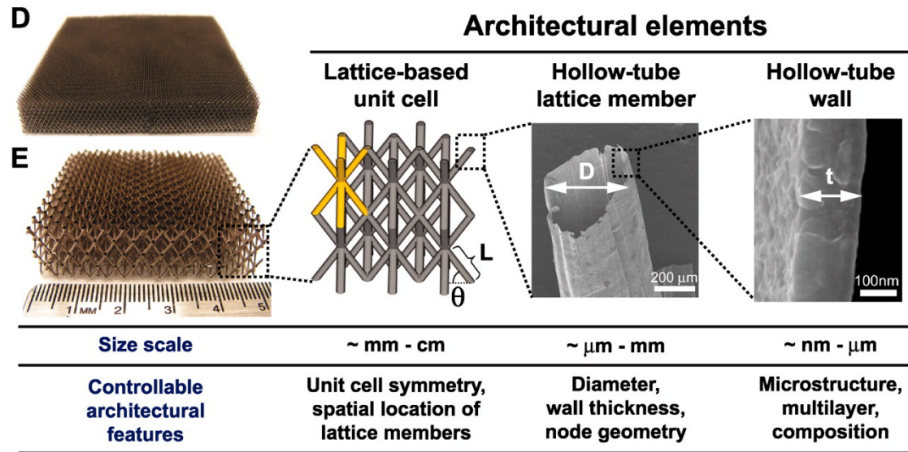 D
Architectural elements
Lattice-based
unit cell
Hollow-tube
lattice member
Hollow-tube
wall
E
D
t
L
θ
200 μm
100nm
1 MM 2 3 4 5
Size scale
~ mm - cm
~ μm - mm
~ nm - μm
Controllable
architectural
features
Unit cell symmetry,
spatial location of
lattice members
Diameter,
wall thickness,
node geometry
Microstructure,
multilayer,
composition